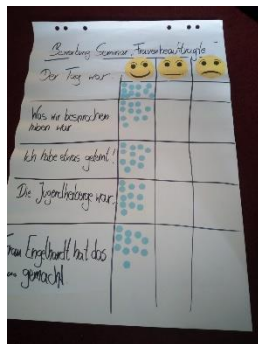 Bewertung Seminar „Frauenbeauftragte"
Der Tag war
Was wir besprochen
haben war
Ich habe etwas gelernt!
Die Jugendherberge war
Frau Engelhardt hat das
gemacht